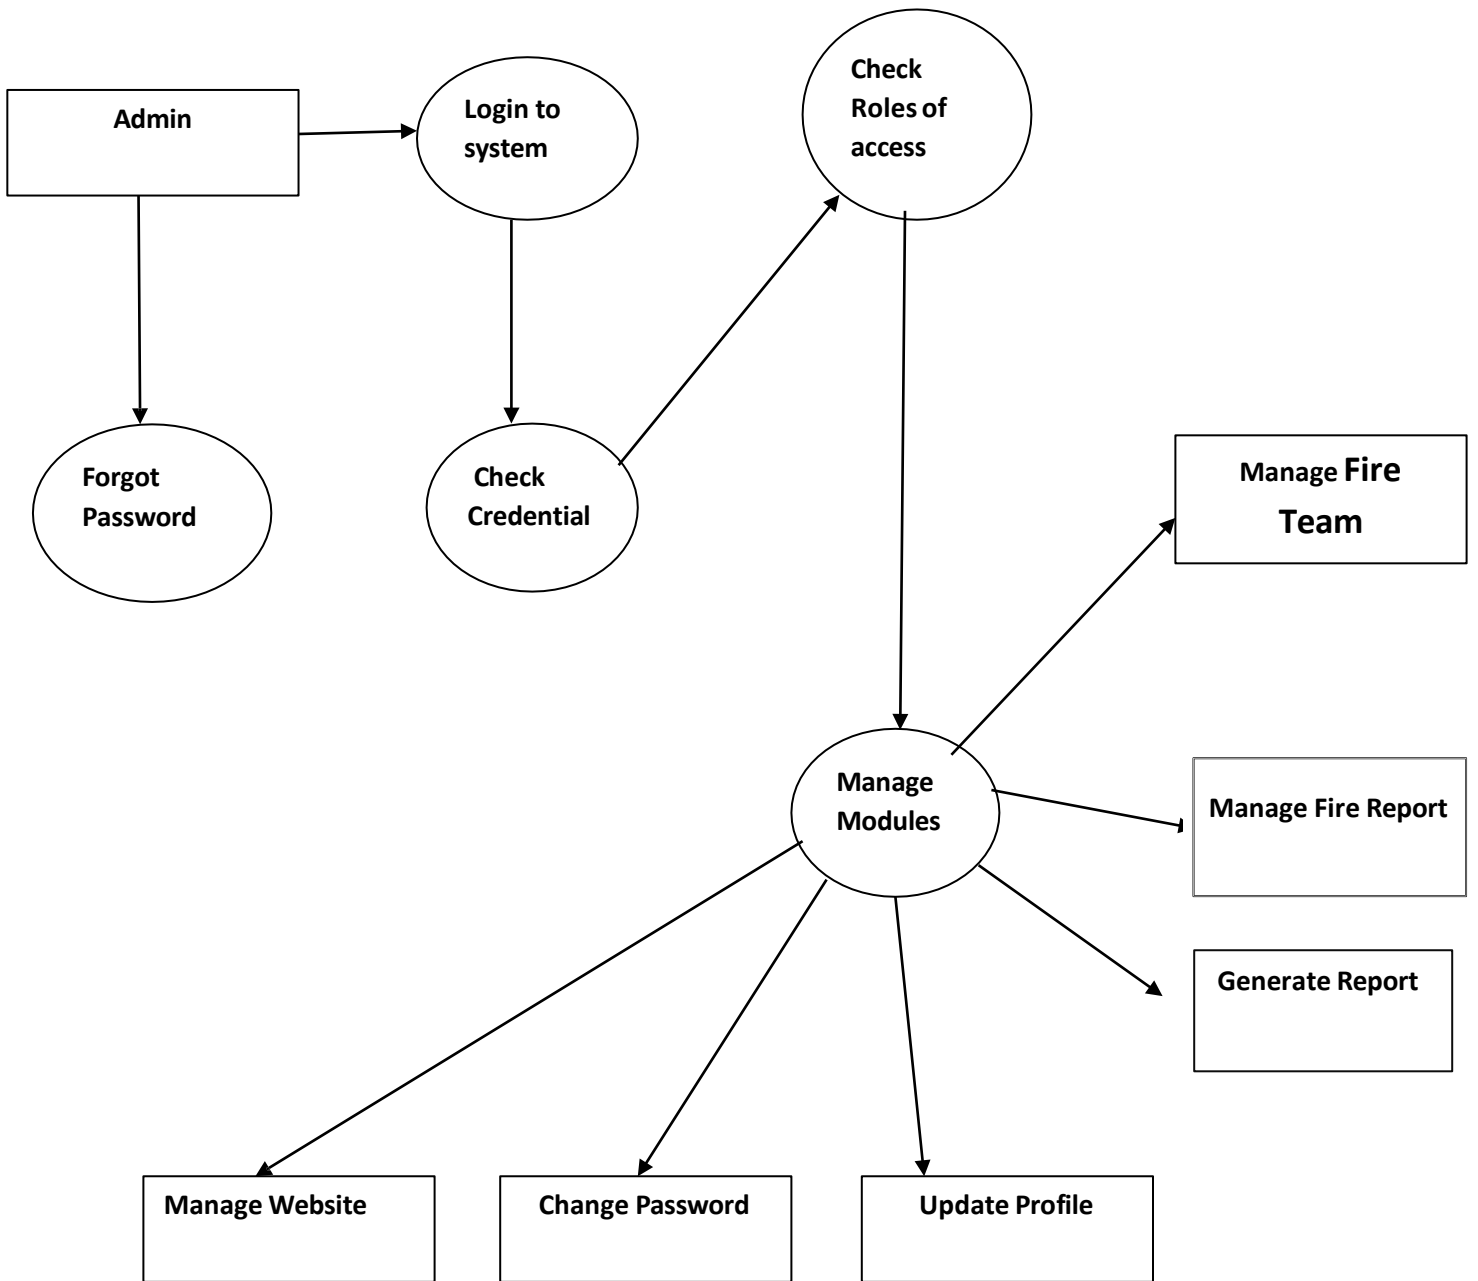 Admin
Login to
system
Check
Roles of
access
Forgot
Password
Check
Credential
Manage Fire
Team
Manage
Modules
Manage Fire Report
Generate Report
Manage Website
Change Password
Update Profile